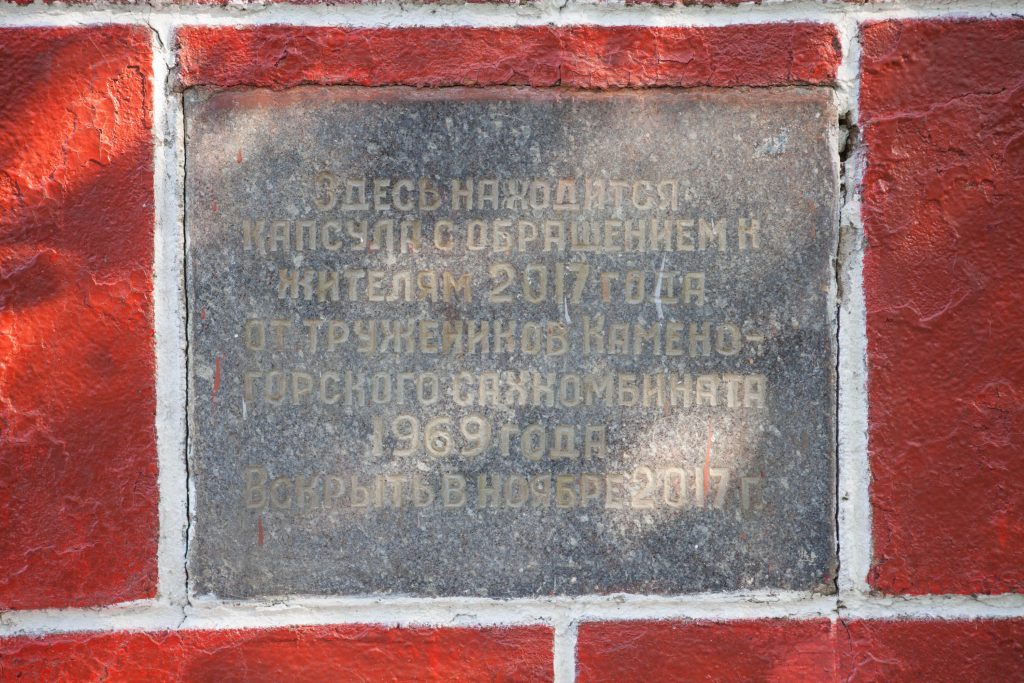 Здесь находится
капсула с обращением к
жителям 2017 года
от тружеников Камено-
горского сахкомбината
1969 года
Вскрыть в ноябре 2017 г.